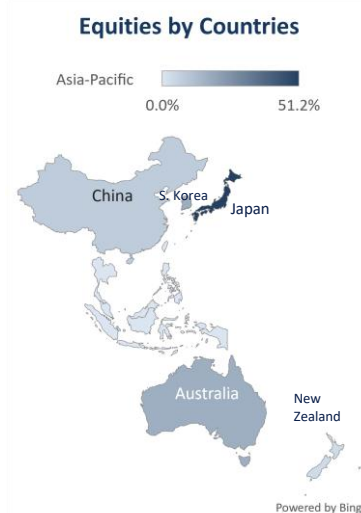 Equities by Countries
Asia-Pacific
0.0% 51.2%
China
S. Korea
Japan
Australia
New
Zealand
Powered by Bing